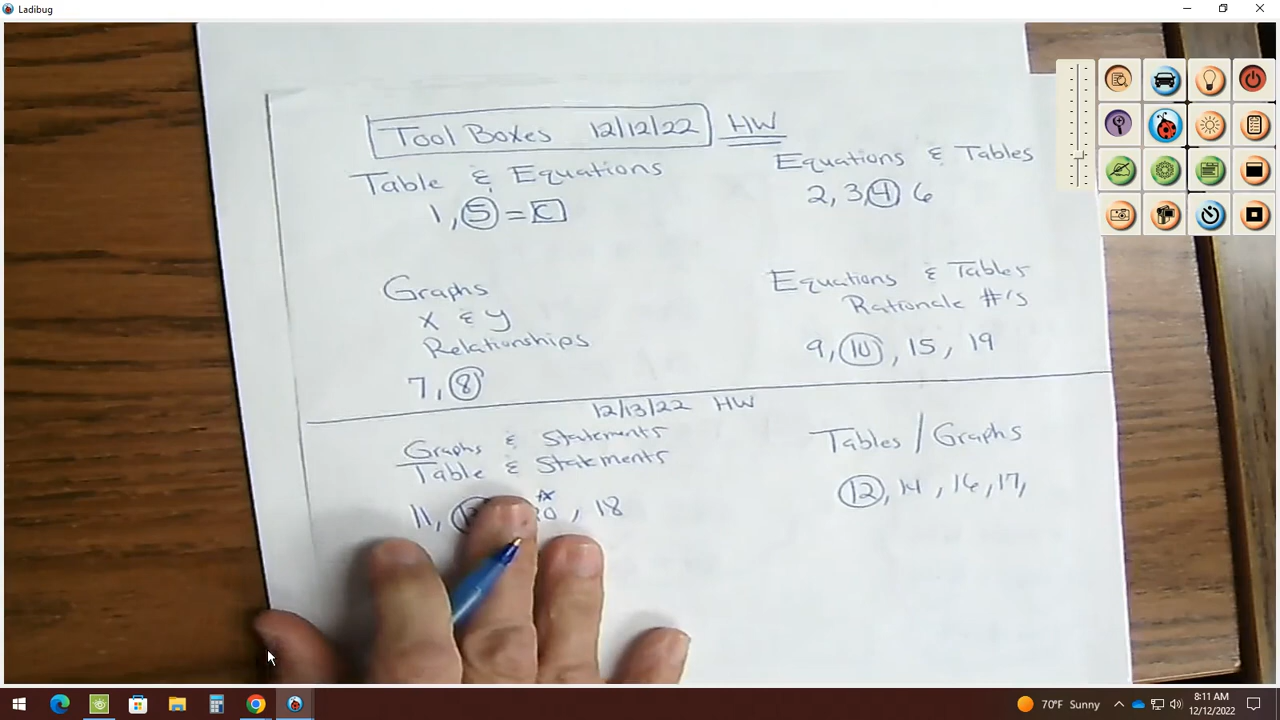 Ladibug
Tool Boxes 12/12/22 HW
Table & Equations
1, 5 = C
Equations & Tables
2, 3, 4 6
Graphs
x & y
Relationships
7, 8
Equations & Tables
Rationale #'s
9, 10, 15, 19
12/13/22 HW
Graphs & Statements
Table & Statments
11, , 18
Tables / Graphs
12, 14, 16, 17,
70°F Sunny
8:11 AM
12/12/2022